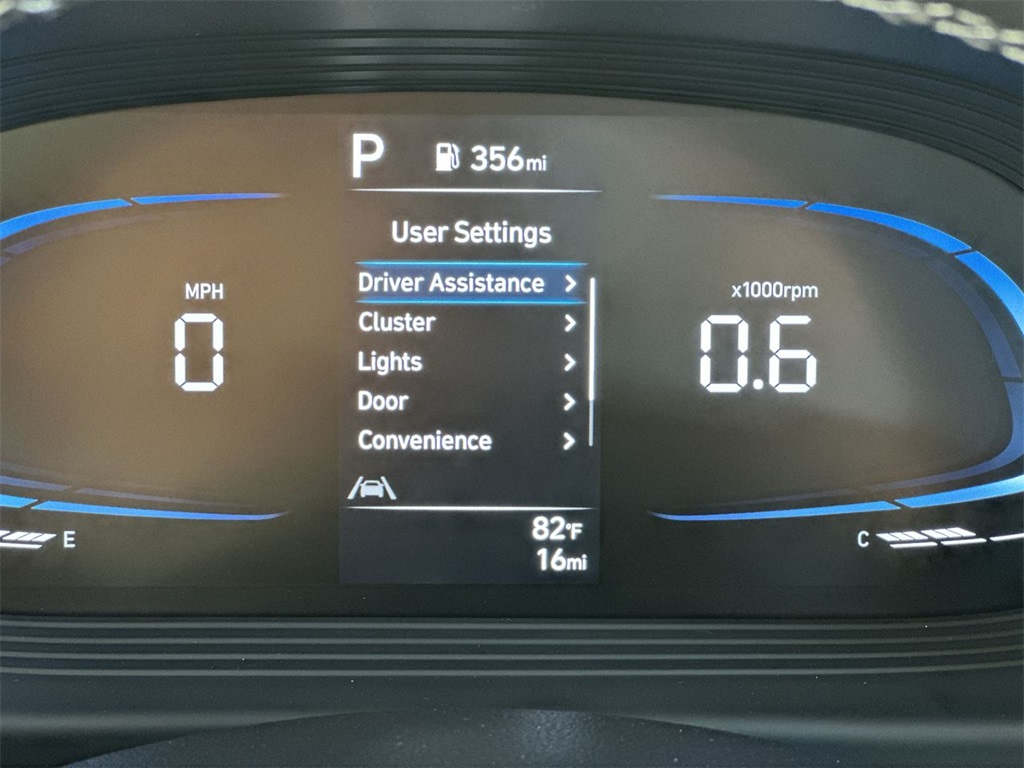 P 356mi
User Settings
Driver Assistance
Cluster
Lights
Door
Convenience
MPH
0
x1000rpm
0.6
E
C
82°F
16mi